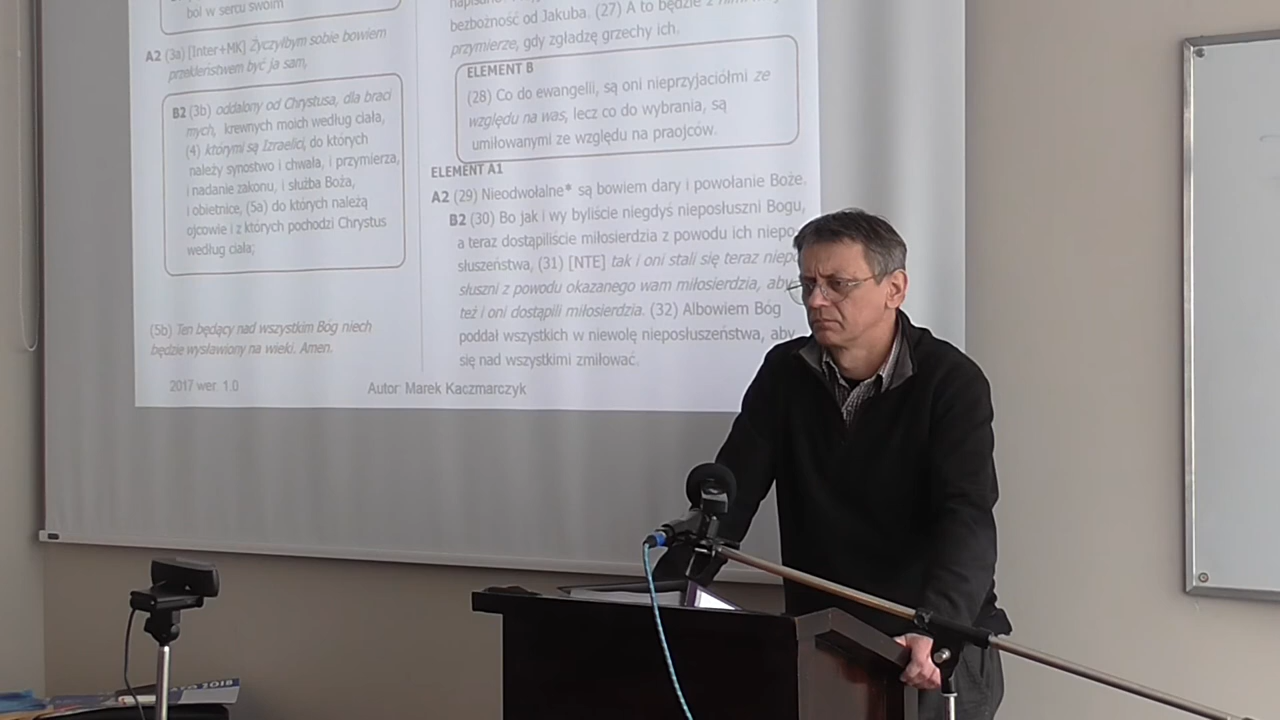 ból w sercu swoim
A2 (3a) [Inter+MK] Życzyłbym sobie bowiem
przekleństwem być ja sam,
B2 (3b) oddalony od Chrystusa, dla braci
mych, krewnych moich według ciała,
(4) którymi są Izraelici, do których
należy synostwo i chwała, i przymierza,
i nadanie zakonu, i służba Boża,
i obietnice, (5a) do których należą
ojcowie i z których pochodzi Chrystus
według ciała;
(5b) Ten będący nad wszystkim Bóg niech
będzie wysławiony na wieki. Amen.
bezbożność od Jakuba. (27) A to będzie z
przymierze, gdy zgładzę grzechy ich.
ELEMENT B
(28) Co do ewangelii, są oni nieprzyjaciółmi ze
względu na was, lecz co do wybrania, są
umiłowanymi ze względu na praojców.
ELEMENT A1
A2 (29) Nieodwołalne* są bowiem dary i powołanie Boże.
B2 (30) Bo jak i wy byliście niegdyś nieposłuszni Bogu,
a teraz dostąpiliście miłosierdzia z powodu ich niepo-
słuszeństwa, (31) [NTE] tak i oni stali się teraz niepo
słuszni z powodu okazanego wam miłosierdzia, aby
też i oni dostąpili miłosierdzia. (32) Albowiem Bóg
poddał wszystkich w niewolę nieposłuszeństwa, aby
się nad wszystkimi zmiłować.
2017 wer. 1.0 Autor: Marek Kaczmarczyk
2018